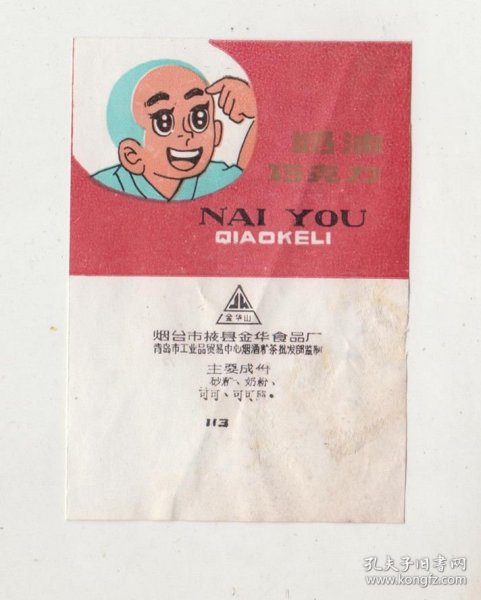 奶油
巧克力
NAI YOU
QIAOKELI
金华山
烟台市掖县金华食品厂
青岛市工业品贸易中心烟酒糖茶批发部监制
主要成份
砂糖、奶粉、
可可、可可脂。
113
孔夫子旧书网
www.kongfz.com